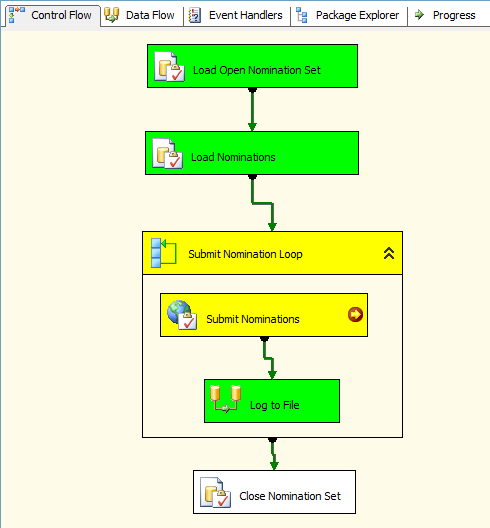 Control Flow Data Flow Event Handlers Package Explorer Progress
Load Open Nomination Set
Load Nominations
Submit Nomination Loop
Submit Nominations
Log to File
Close Nomination Set